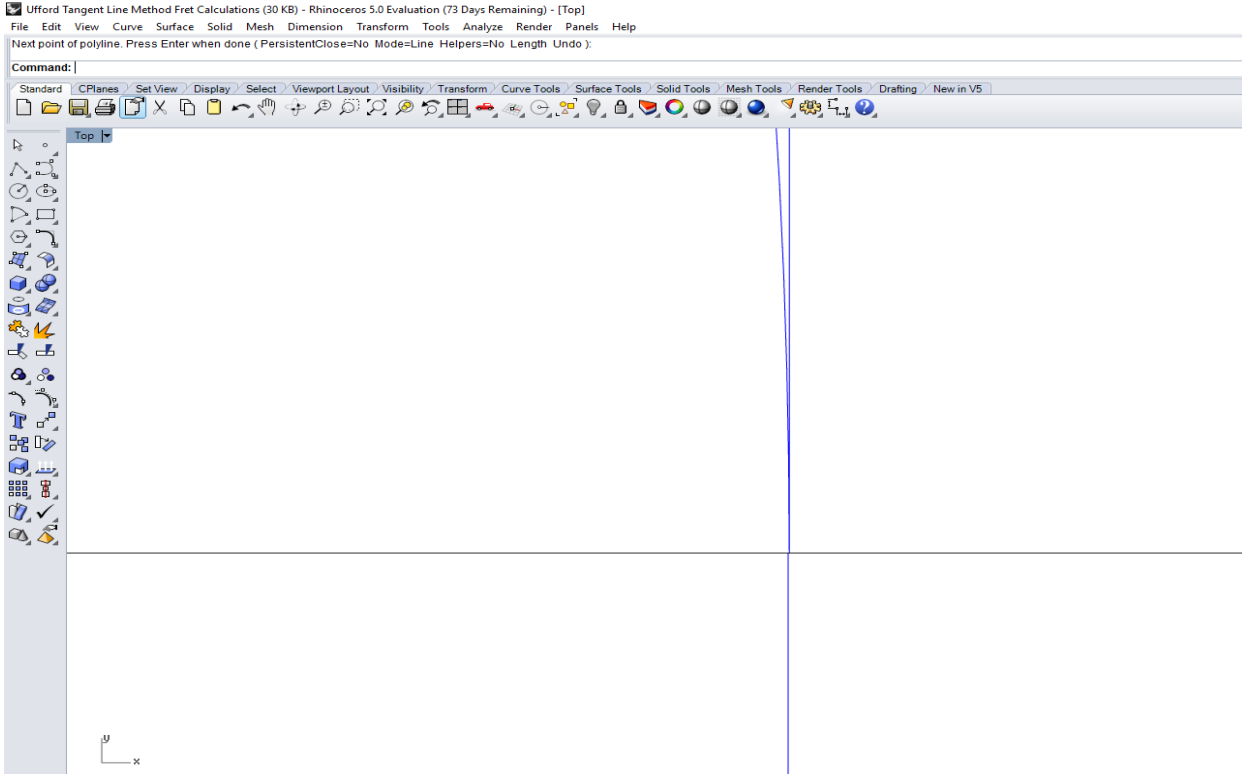 Ufford Tangent Line Method Fret Calculations (30 KB) - Rhinoceros 5.0 Evaluation (73 Days Remaining) - [Top]
File Edit View Curve Surface Solid Mesh Dimension Transform Tools Analyze Render Panels Help
Next point of polyline. Press Enter when done ( PersistentClose=No Mode=Line Helpers=No Length Undo ):
Command:
Standard CPlanes Set View Display Select Viewport Layout Visibility Transform Curve Tools Surface Tools Solid Tools Mesh Tools Render Tools Drafting New in V5
Top
y
x